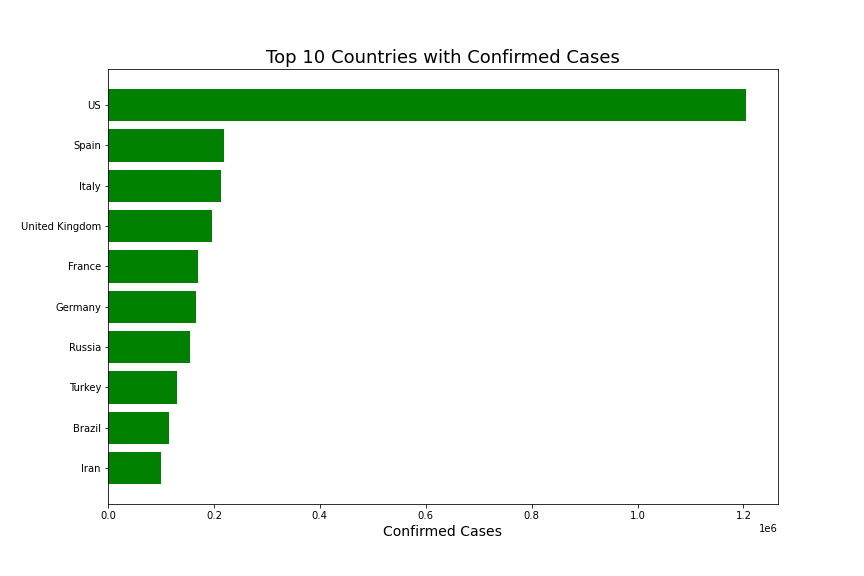 Top 10 Countries with Confirmed Cases
US
Spain
Italy
United Kingdom
France
Germany
Russia
Turkey
Brazil
Iran
0.0 0.2 0.4 0.6 0.8 1.0 1.2
1e6
Confirmed Cases